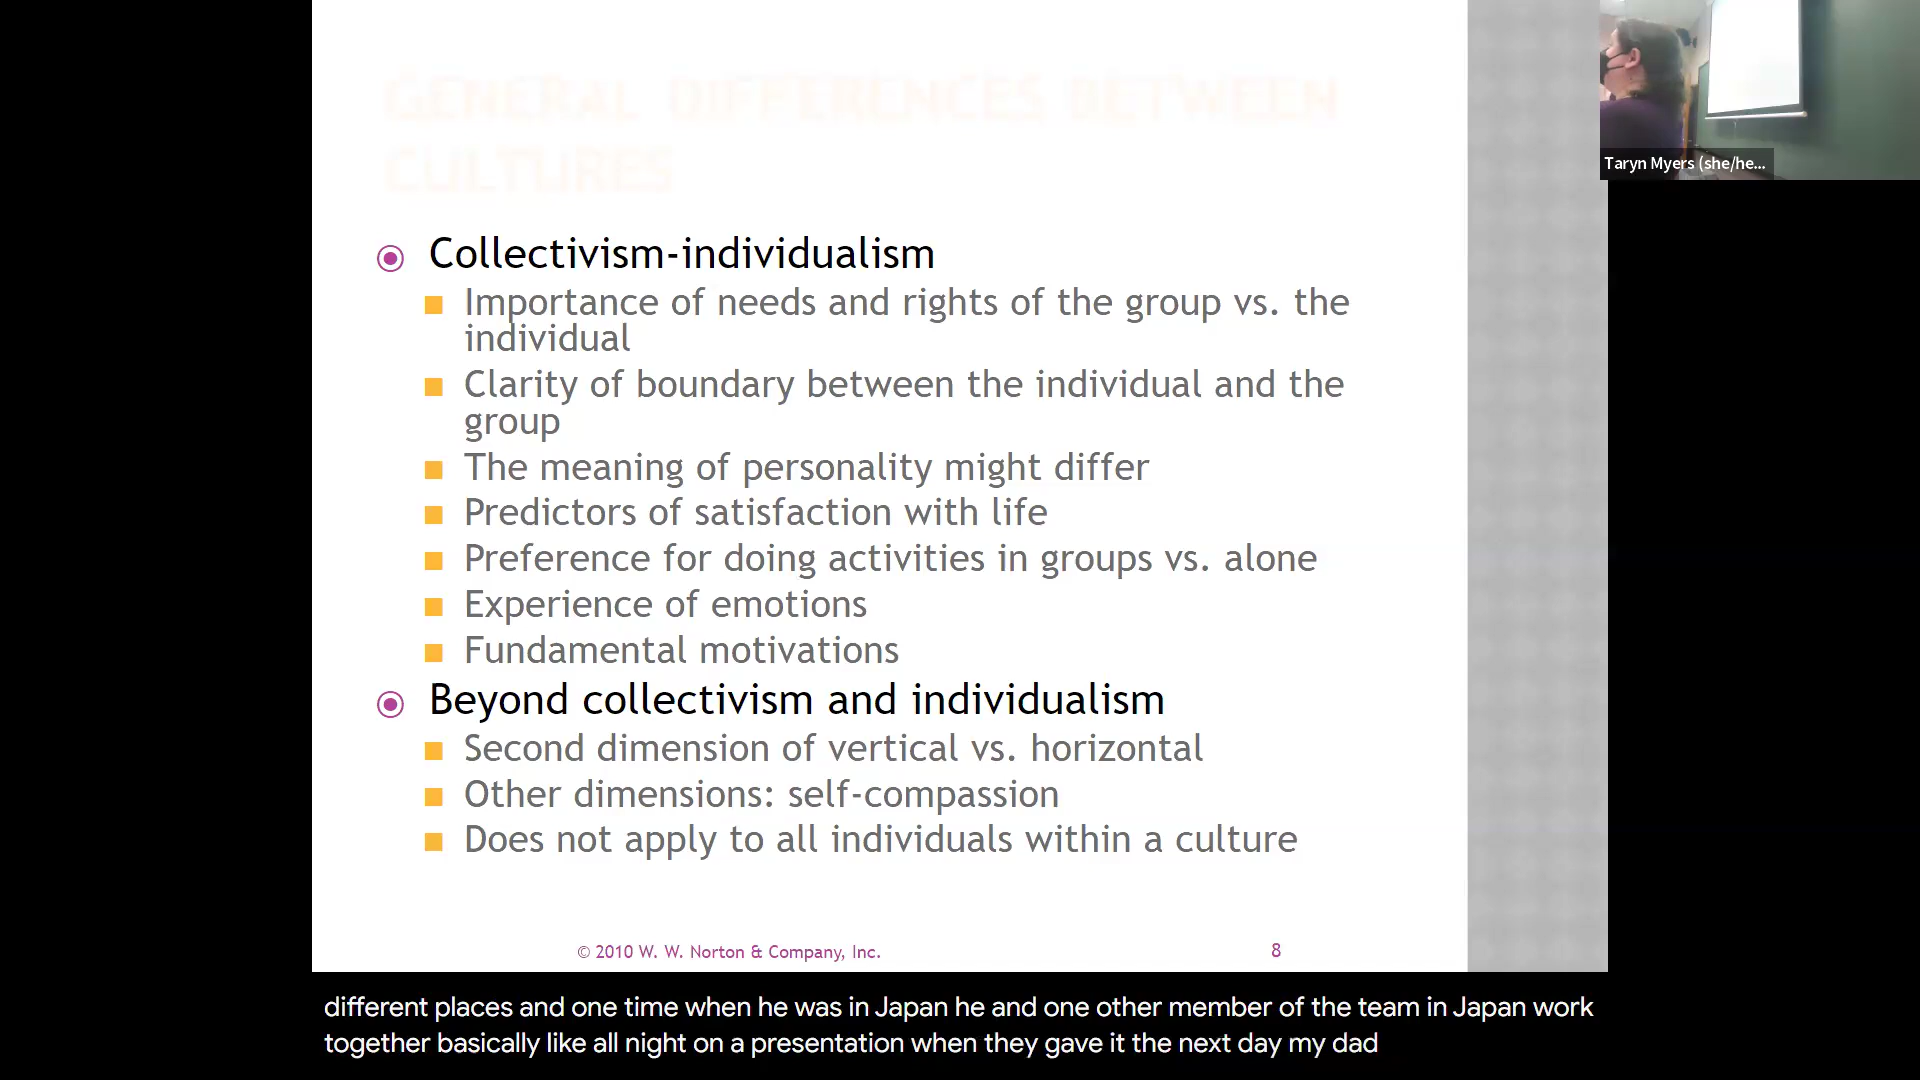 GENERAL DIFFERENCES BETWEEN
CULTURES
Taryn Myers (she/he...
Collectivism-individualism
Importance of needs and rights of the group vs. the
individual
Clarity of boundary between the individual and the
group
The meaning of personality might differ
Predictors of satisfaction with life
Preference for doing activities in groups vs. alone
Experience of emotions
Fundamental motivations
Beyond collectivism and individualism
Second dimension of vertical vs. horizontal
Other dimensions: self-compassion
Does not apply to all individuals within a culture
© 2010 W. W. Norton & Company, Inc.
8
different places and one time when he was in Japan he and one other member of the team in Japan work
together basically like all night on a presentation when they gave it the next day my dad